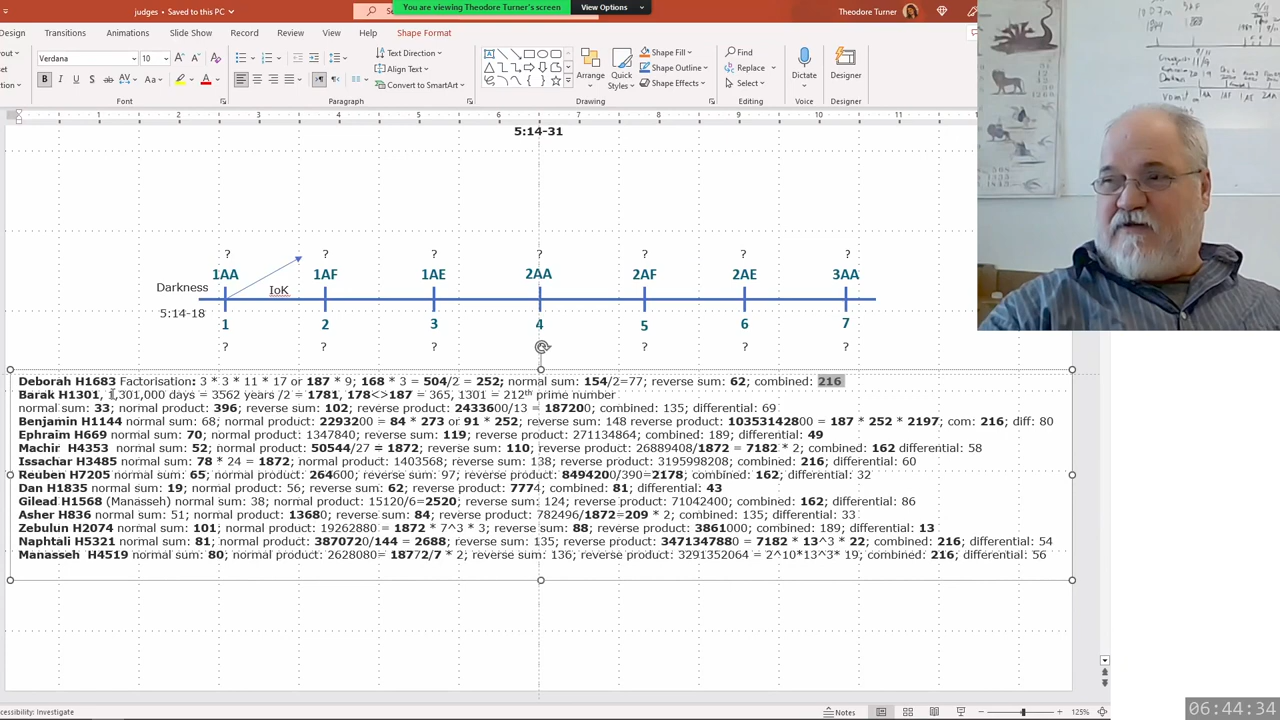 judges • Saved to this PC
You are viewing Theodore Turner's screen
View Options
Theodore Turner
Design Transitions Animations Slide Show Record Review View Help Shape Format
Verdana 10
Text Direction
Align Text
Convert to SmartArt
Arrange
Quick Styles
Shape Fill
Shape Outline
Shape Effects
Find
Replace
Select
Dictate
Designer
Font Paragraph Drawing Editing Voice Designer
5:14-31
? ? ? ? ? ? ?
1AA 1AF 1AE 2AA 2AF 2AE 3AA
Darkness
IoK
5:14-18
1 2 3 4 5 6 7
? ? ? ? ? ?
Deborah H1683 Factorisation: 3 * 3 * 11 * 17 or 187 * 9; 168 * 3 = 504/2 = 252; normal sum: 154/2=77; reverse sum: 62; combined: 216
Barak H1301, 1,301,000 days = 3562 years /2 = 1781, 178<>187 = 365, 1301 = 212th prime number
normal sum: 33; normal product: 396; reverse sum: 102; reverse product: 2433600/13 = 187200; combined: 135; differential: 69
Benjamin H1144 normal sum: 68; normal product: 2293200 = 84 * 273 or 91 * 252; reverse sum: 148 reverse product: 10353142800 = 187 * 252 * 2197; com: 216; diff: 80
Ephraim H669 normal sum: 70; normal product: 1347840; reverse sum: 119; reverse product: 271134864; combined: 189; differential: 49
Machir H4353 normal sum: 52; normal product: 50544/27 = 1872; reverse sum: 110; reverse product: 26889408/1872 = 7182 * 2; combined: 162 differential: 58
Issachar H3485 normal sum: 78 * 24 = 1872; normal product: 1403568; reverse sum: 138; reverse product: 3195998208; combined: 216; differential: 60
Reuben H7205 normal sum: 65; normal product: 264600; reverse sum: 97; reverse product: 849420/390=2178; combined: 162; differential: 32
Dan H1835 normal sum: 19; normal product: 56; reverse sum: 62; reverse product: 7774; combined: 81; differential: 43
Gilead H1568 (Manasseh) normal sum: 38; normal product: 15120/6=2520; reverse sum: 124; reverse product: 71042400; combined: 162; differential: 86
Asher H836 normal sum: 51; normal product: 13680; reverse sum: 84; reverse product: 782496/1872=209 * 2; combined: 135; differential: 33
Zebulun H2074 normal sum: 101; normal product: 19262880 = 1872 * 7^3 * 3; reverse sum: 88; reverse product: 3861000; combined: 189; differential: 13
Naphtali H5321 normal sum: 81; normal product: 3870720/144 = 2688; reverse sum: 135; reverse product: 3471347880 = 7182 * 13^3 * 22; combined: 216; differential: 54
Manasseh H4519 normal sum: 80; normal product: 2628080= 18772/7 * 2; reverse sum: 136; reverse product: 3291352064 = 2^10*13^3* 19; combined: 216; differential: 56
Accessibility: Investigate
Notes
125%
06:44:34